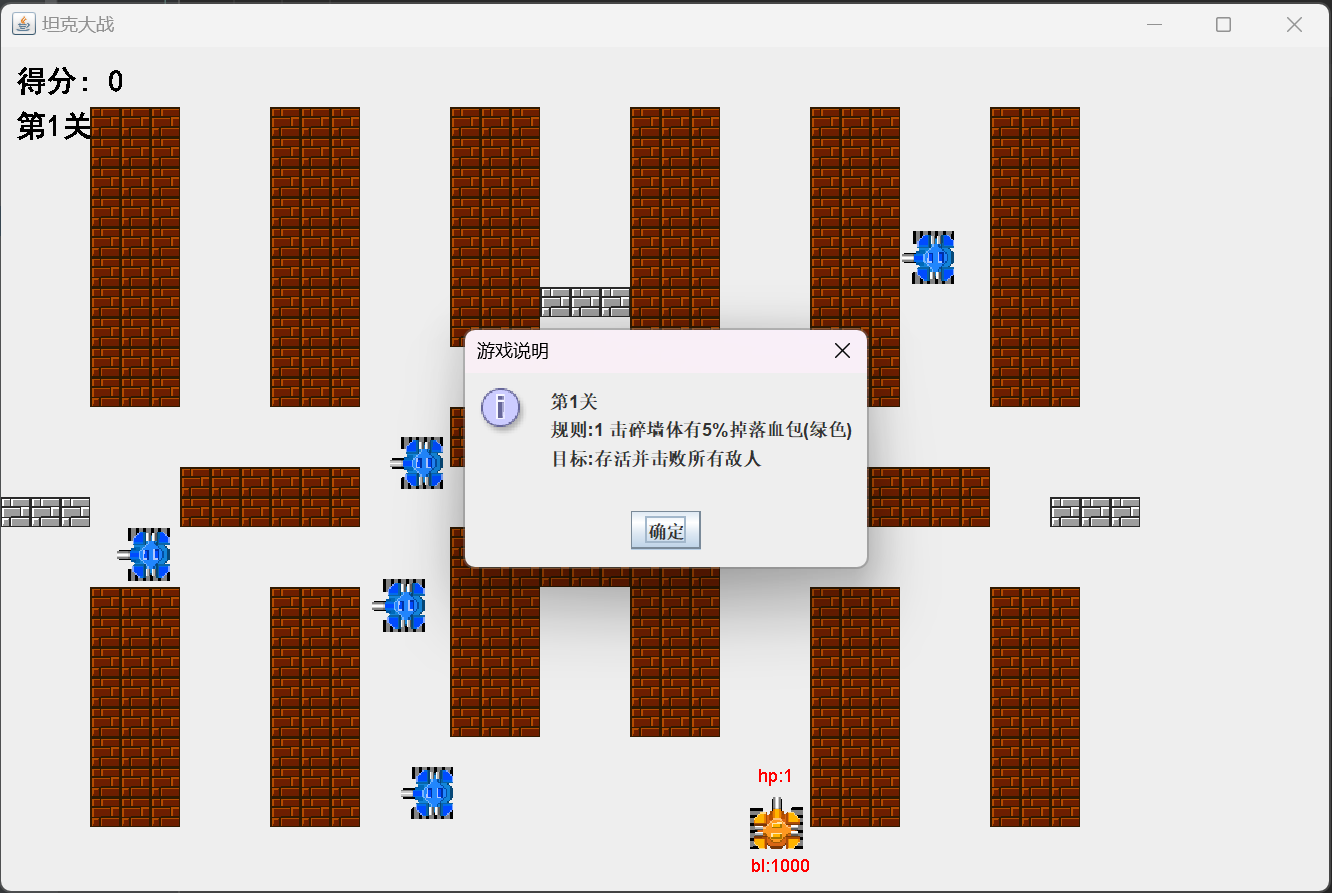 坦克大战
得分：0
第1关
游戏说明
第1关
规则:1 击碎墙体有5%掉落血包(绿色)
目标:存活并击败所有敌人
确定
hp:1
bl:1000